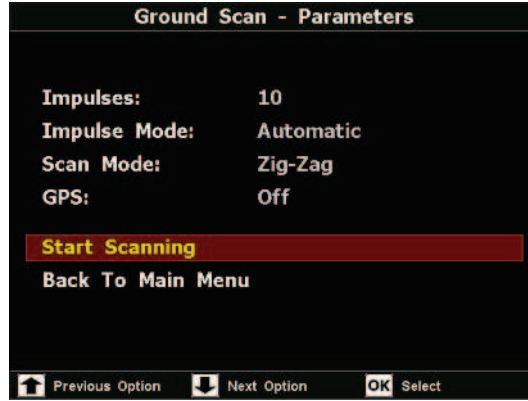 Ground Scan - Parameters
Impulses: 10
Impulse Mode: Automatic
Scan Mode: Zig-Zag
GPS: Off
Start Scanning
Back To Main Menu
Previous Option Next Option OK Select